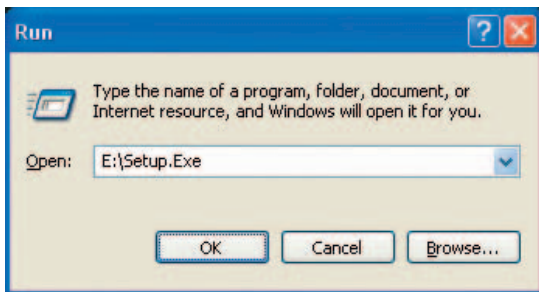 Run
Type the name of a program, folder, document, or
Internet resource, and Windows will open it for you.
Open: E:\Setup.Exe
OK Cancel Browse...